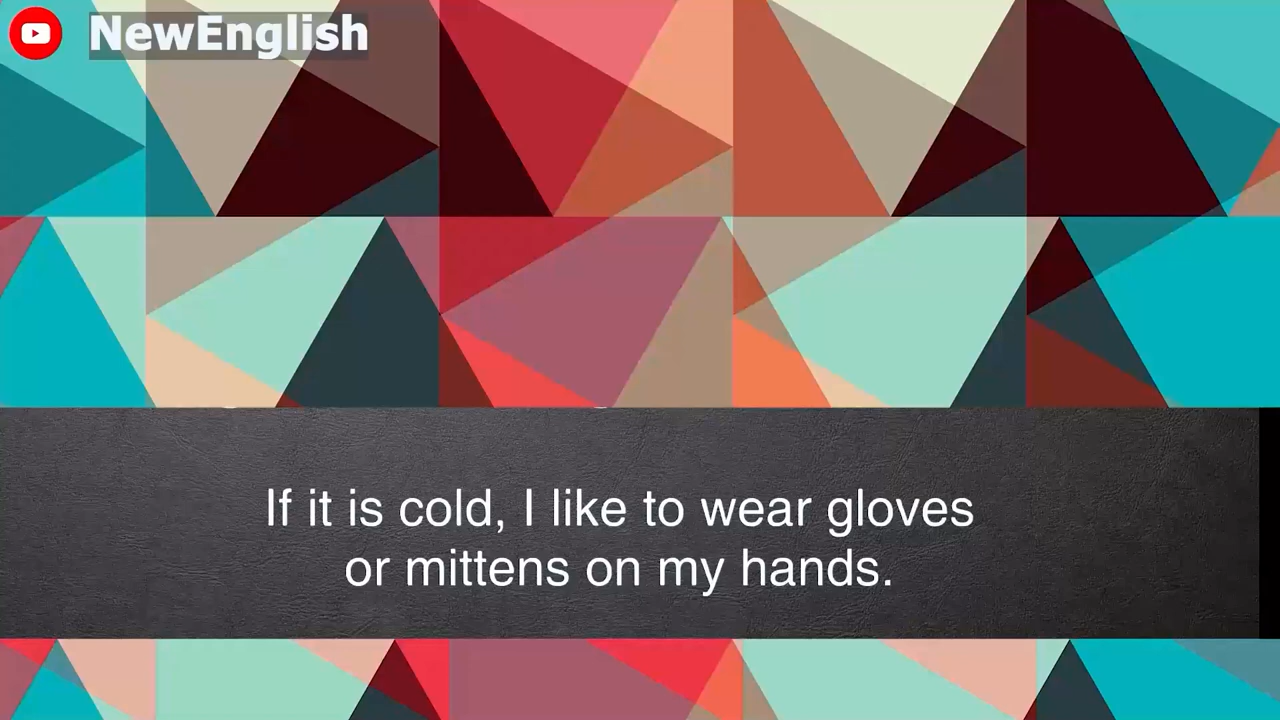 NewEnglish
If it is cold, I like to wear gloves
or mittens on my hands.